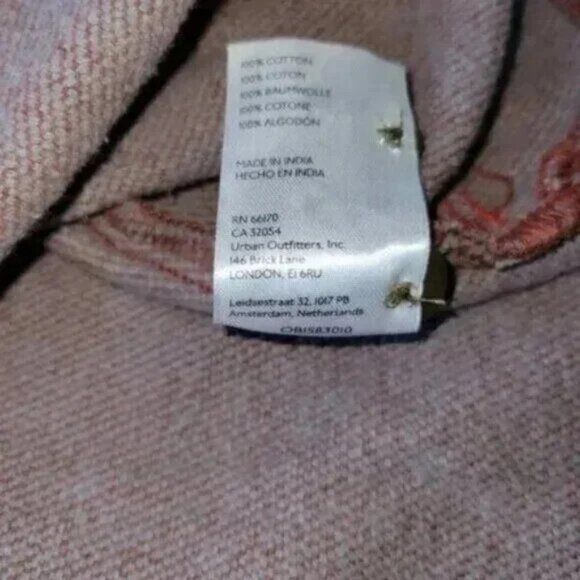 100% COTTON
100% COTON
100% BAUMWOLLE
100% COTONE
100% ALGODÓN
MADE IN INDIA
HECHO EN INDIA
RN 66170
CA 32054
Urban Outfitters, Inc.
146 Brick Lane
LONDON, E1 6RU
Leidsestraat 32, 1017 PB
Amsterdam, Netherlands